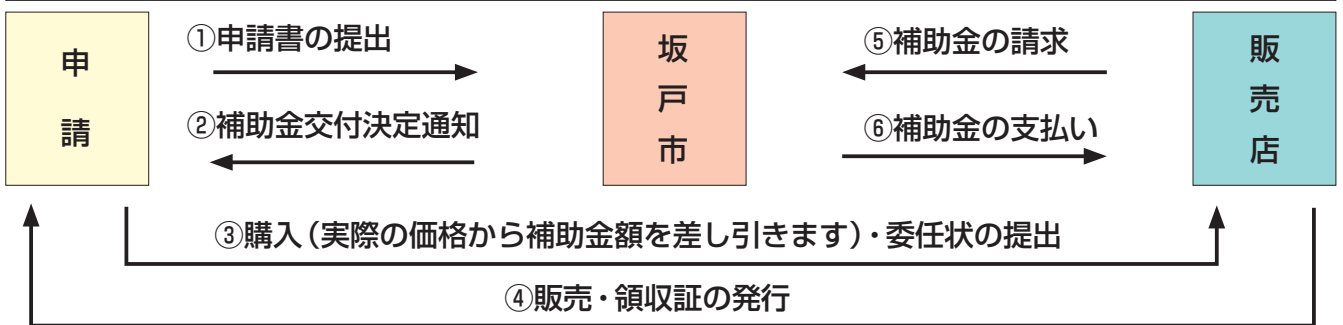 申請
①申請書の提出
②補助金交付決定通知
坂戸市
⑤補助金の請求
⑥補助金の支払い
販売店
③購入(実際の価格から補助金額を差し引きます)・委任状の提出
④販売・領収証の発行